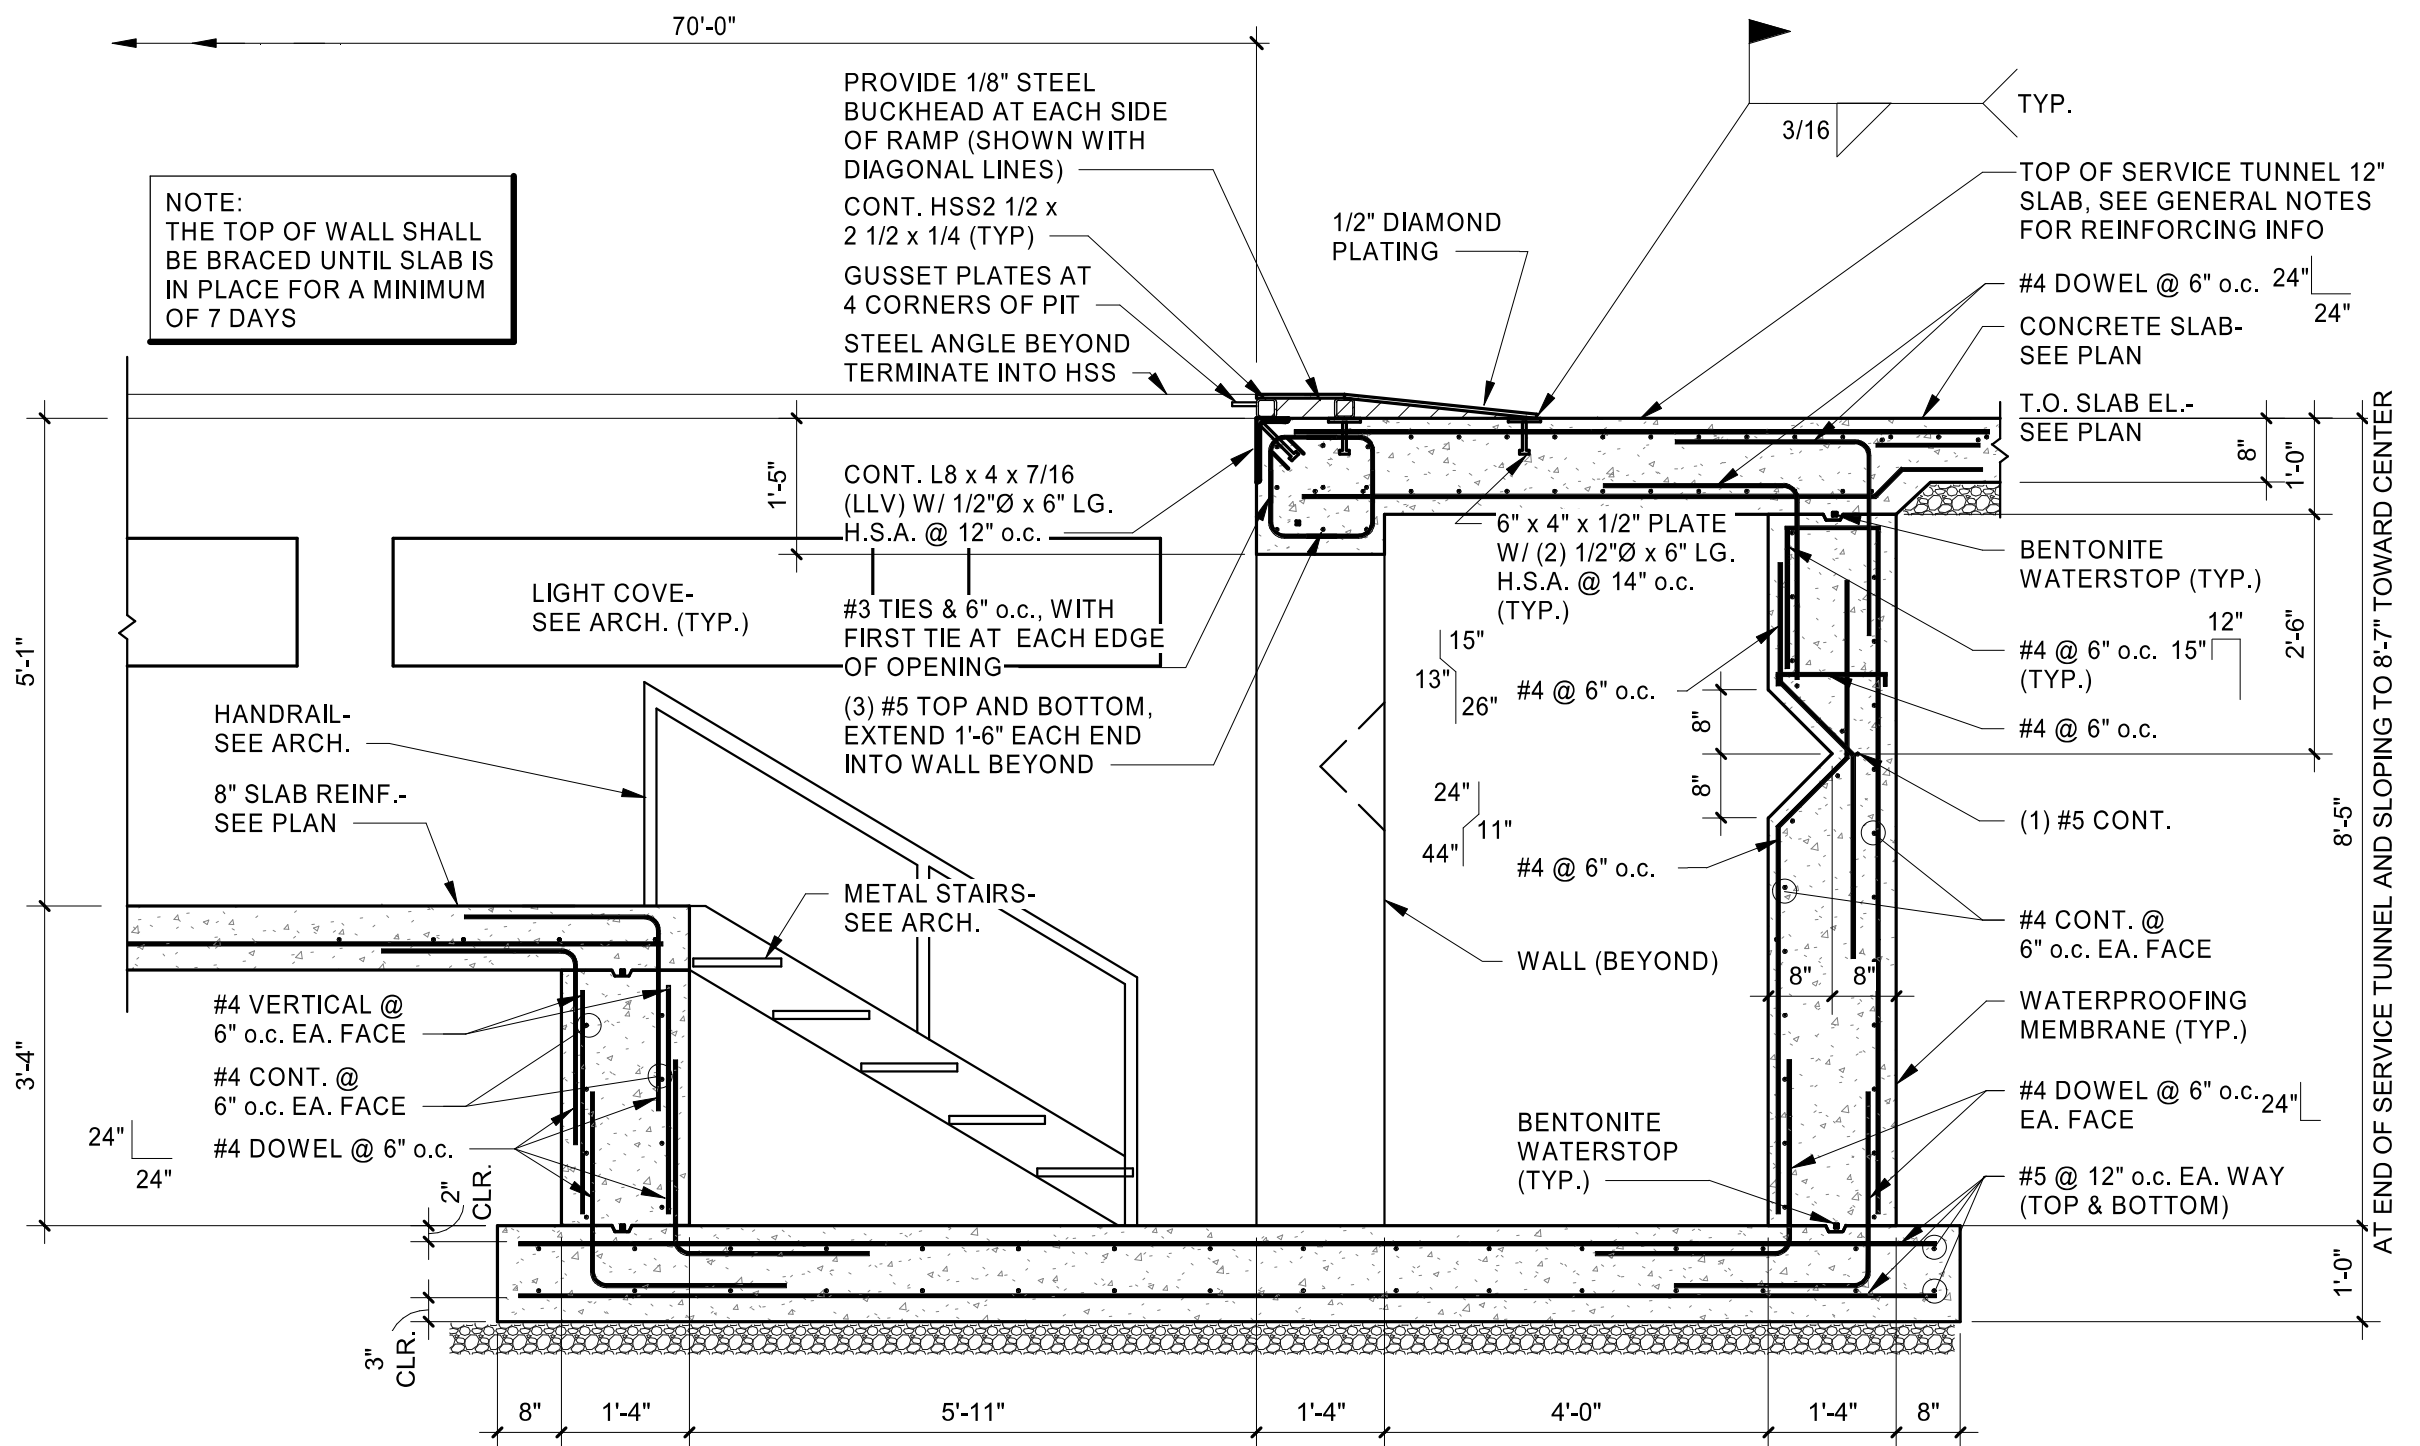 70'-0"
PROVIDE 1/8" STEEL
BUCKHEAD AT EACH SIDE
OF RAMP (SHOWN WITH
DIAGONAL LINES)
CONT. HSS2 1/2 x
2 1/2 x 1/4 (TYP)
GUSSET PLATES AT
4 CORNERS OF PIT
STEEL ANGLE BEYOND
TERMINATE INTO HSS
NOTE:
THE TOP OF WALL SHALL
BE BRACED UNTIL SLAB IS
IN PLACE FOR A MINIMUM
OF 7 DAYS
1/2" DIAMOND
PLATING
3/16
TYP.
TOP OF SERVICE TUNNEL 12"
SLAB, SEE GENERAL NOTES
FOR REINFORCING INFO
#4 DOWEL @ 6" o.c.
24"
24"
CONCRETE SLAB-
SEE PLAN
T.O. SLAB EL.-
SEE PLAN
8"
1'-0"
1'-5"
CONT. L8 x 4 x 7/16
(LLV) W/ 1/2"Ø x 6" LG.
H.S.A. @ 12" o.c.
LIGHT COVE-
SEE ARCH. (TYP.)
#3 TIES & 6" o.c., WITH
FIRST TIE AT EACH EDGE
OF OPENING
(3) #5 TOP AND BOTTOM,
EXTEND 1'-6" EACH END
INTO WALL BEYOND
6" x 4" x 1/2" PLATE
W/ (2) 1/2"Ø x 6" LG.
H.S.A. @ 14" o.c.
(TYP.)
15"
13"
26"
#4 @ 6" o.c.
8"
8"
24"
11"
44"
#4 @ 6" o.c.
BENTONITE
WATERSTOP (TYP.)
#4 @ 6" o.c.
(TYP.)
15"
12"
2'-6"
#4 @ 6" o.c.
(1) #5 CONT.
#4 CONT. @
6" o.c. EA. FACE
8"
8"
WATERPROOFING
MEMBRANE (TYP.)
#4 DOWEL @ 6" o.c.
EA. FACE
24"
#5 @ 12" o.c. EA. WAY
(TOP & BOTTOM)
8'-5"
1'-0"
AT END OF SERVICE TUNNEL AND SLOPING TO 8'-7" TOWARD CENTER
5'-1"
HANDRAIL-
SEE ARCH.
8" SLAB REINF.-
SEE PLAN
METAL STAIRS-
SEE ARCH.
WALL (BEYOND)
3'-4"
#4 VERTICAL @
6" o.c. EA. FACE
#4 CONT. @
6" o.c. EA. FACE
#4 DOWEL @ 6" o.c.
24"
24"
2"
CLR.
3"
CLR.
BENTONITE
WATERSTOP
(TYP.)
8"
1'-4"
5'-11"
1'-4"
4'-0"
1'-4"
8"